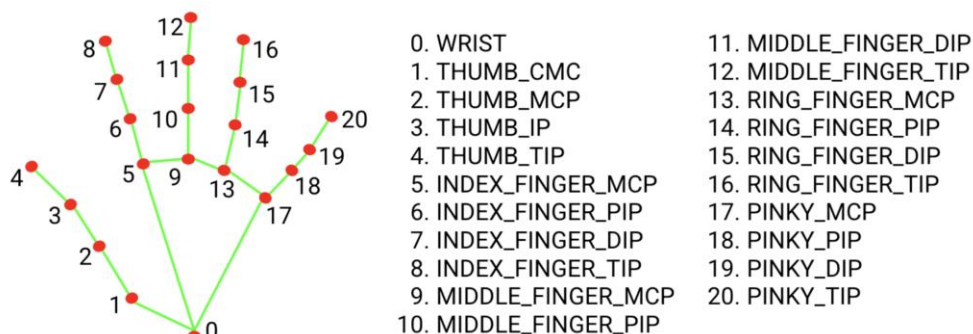 12
8
16
11
7
15
6
10
14
20
4
5
9
13
19
18
3
17
2
1
0
0. WRIST
1. THUMB_CMC
2. THUMB_MCP
3. THUMB_IP
4. THUMB_TIP
5. INDEX_FINGER_MCP
6. INDEX_FINGER_PIP
7. INDEX_FINGER_DIP
8. INDEX_FINGER_TIP
9. MIDDLE_FINGER_MCP
10. MIDDLE_FINGER_PIP
11. MIDDLE_FINGER_DIP
12. MIDDLE_FINGER_TIP
13. RING_FINGER_MCP
14. RING_FINGER_PIP
15. RING_FINGER_DIP
16. RING_FINGER_TIP
17. PINKY_MCP
18. PINKY_PIP
19. PINKY_DIP
20. PINKY_TIP